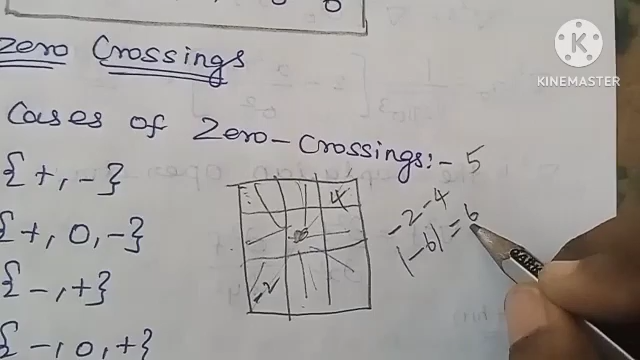 KINEMASTER
Zero Crossings
Cases of Zero-Crossings:- 5
{+,-}
{+, 0, -}
{-, +}
{-, 0, +}
4
-2
-2-4
|-6| = 6